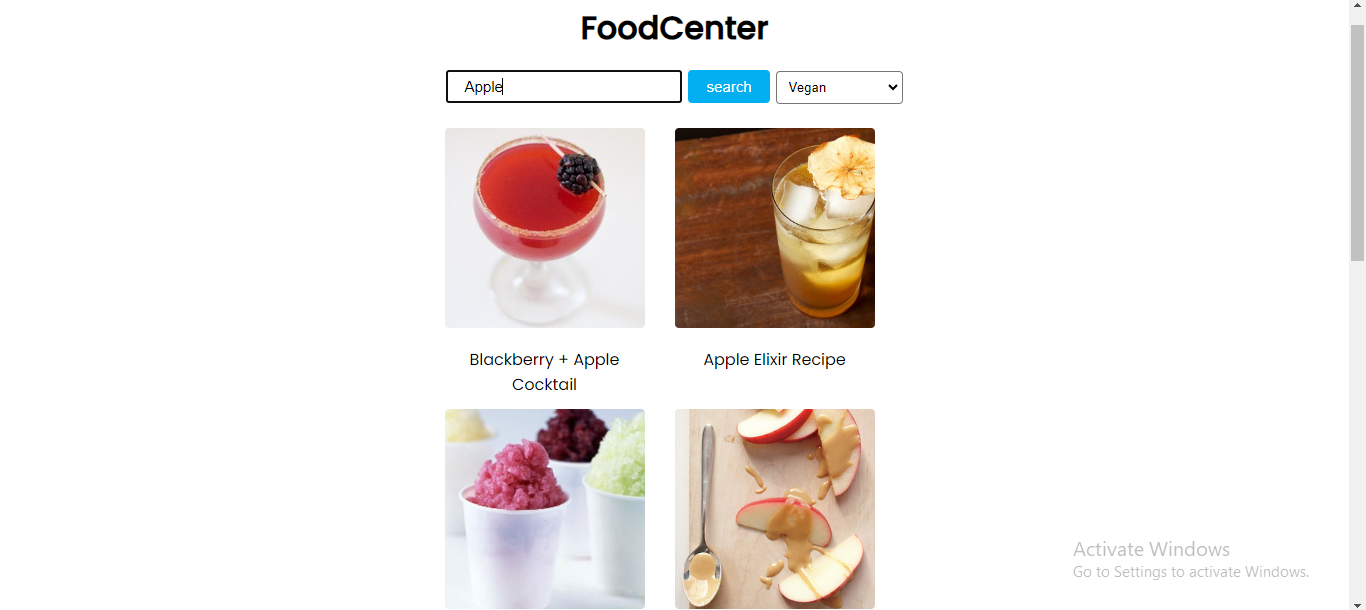 FoodCenter
Apple
search
Vegan
Blackberry + Apple
Cocktail
Apple Elixir Recipe
Activate Windows
Go to Settings to activate Windows.